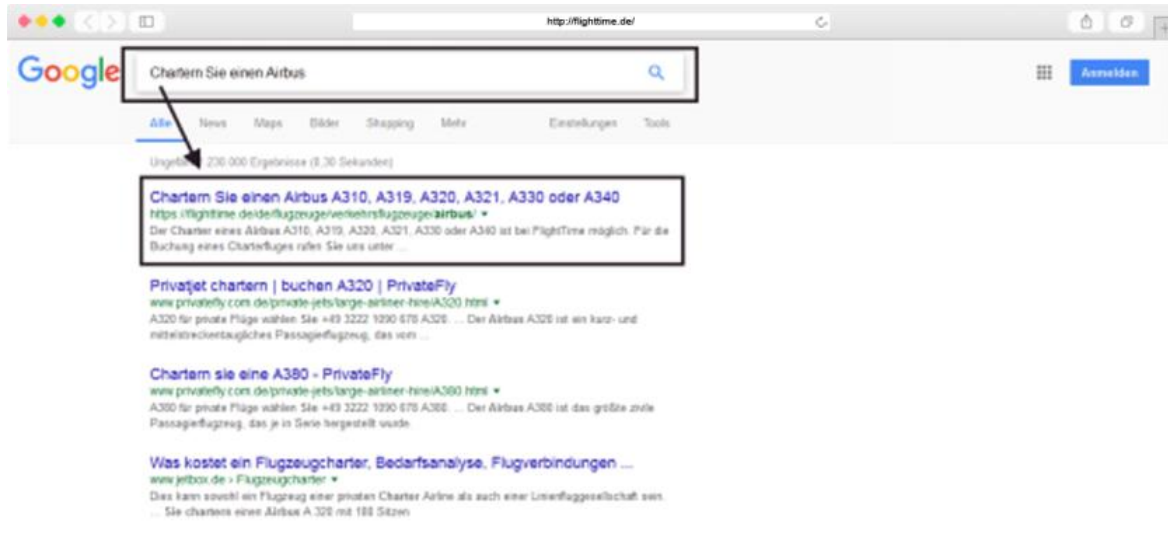 http://flighttime.de/
Google
Chartern Sie einen Airbus
Anmelden
Alle News Maps Bilder Shopping Mehr Einstellungen Tools
230.000 Ergebnisse (0,30 Sekunden)
Chartern Sie einen Airbus A310, A319, A320, A321, A330 oder A340
https://flighttime.de/de/flugzeuge/verkehrsflugzeuge/airbus/
Der Charter eines Airbus A310, A319, A320, A321, A330 oder A340 ist bei FlightTime möglich. Für die
Buchung eines Charterfluges rufen Sie uns unter ...
Privatjet chartern | buchen A320 | PrivateFly
www.privatefly.com.de/private-jets/large-airliner-hire/A320.html
A320 für private Flüge wählen Sie +49 3222 1090 678 A320. ... Der Airbus A320 ist ein kurz- und
mittelstreckentaugliches Passagierflugzeug, das vom ...
Chartern sie eine A380 - PrivateFly
www.privatefly.com.de/private-jets/large-airliner-hire/A380.html
A380 für private Flüge wählen Sie +49 3222 1090 678 A380. ... Der Airbus A380 ist das größte zivile
Passagierflugzeug, das je in Serie hergestellt wurde.
Was kostet ein Flugzeugcharter, Bedarfsanalyse, Flugverbindungen ...
www.jetbox.de › Flugzeugcharter
Dies kann sowohl ein Flugzeug einer privaten Charter Airline als auch einer Linienfluggesellschaft sein.
... Sie chartern einen Airbus A 320 mit 180 Sitzen